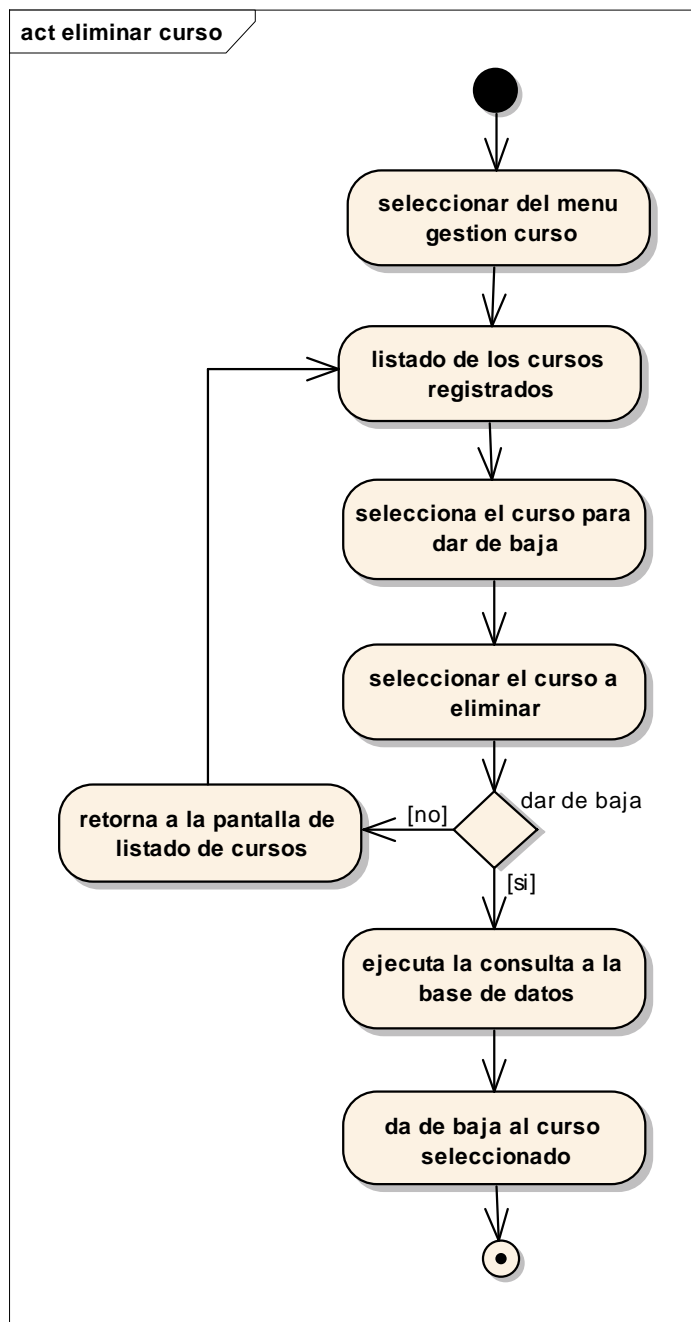 act eliminar curso
seleccionar del menu
gestion curso
listado de los cursos
registrados
selecciona el curso para
dar de baja
seleccionar el curso a
eliminar
dar de baja
[no]
retorna a la pantalla de
listado de cursos
[si]
ejecuta la consulta a la
base de datos
da de baja al curso
seleccionado